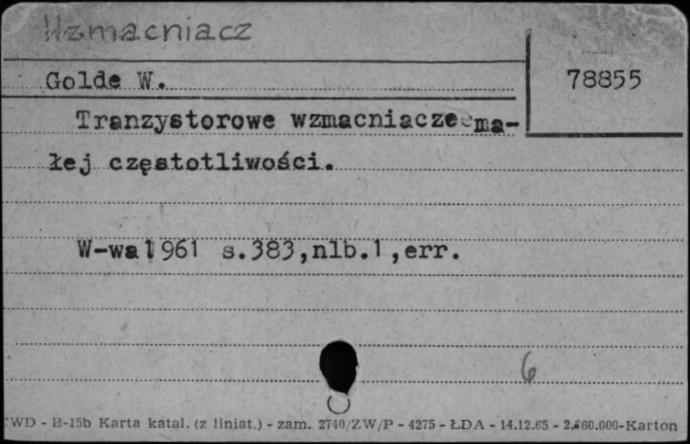 Wzmacniacz
Golde W.
78855
Tranzystorowe wzmacniacze ma-
łej częstotliwości.
W-wa 1961 s.383,nlb.1,err.
6
WD - B-15b Karta katal. (z liniat.) - zam. 2740/ZW/P - 4275 - ŁDA - 14.12.65 - 2.860.000-Karton